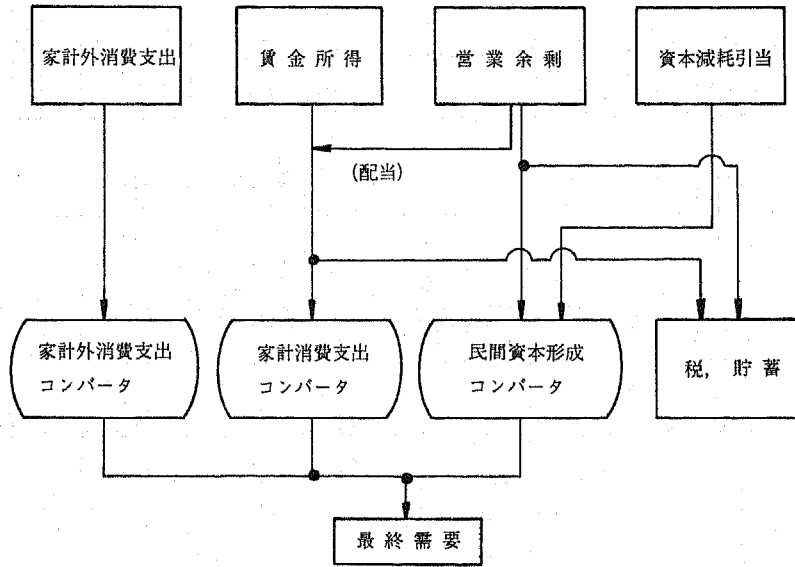 家計外消費支出
賃金所得
営業余剰
資本減耗引当
(配当)
家計外消費支出
コンバータ
家計消費支出
コンバータ
民間資本形成
コンバータ
税，貯蓄
最終需要